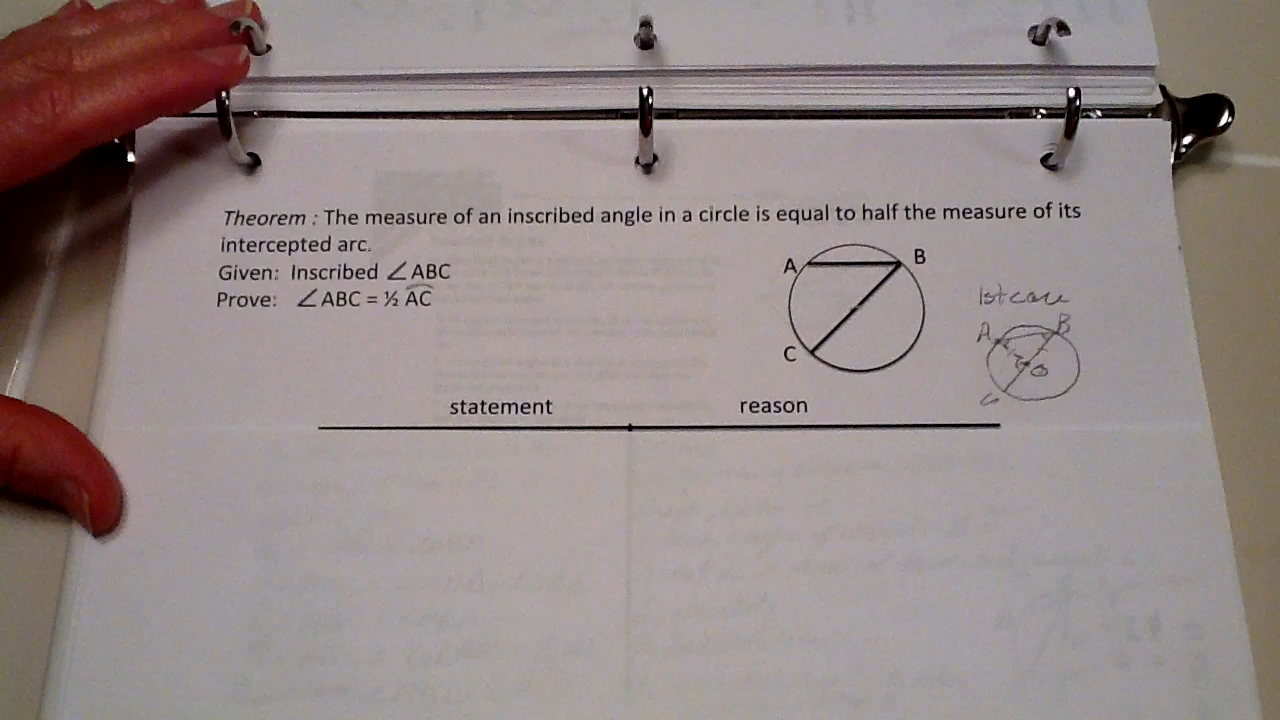 Theorem : The measure of an inscribed angle in a circle is equal to half the measure of its
intercepted arc.
Given: Inscribed ∠ABC
Prove: ∠ABC = ½ AC
A
B
C
1st case
A
B
O
C
statement reason